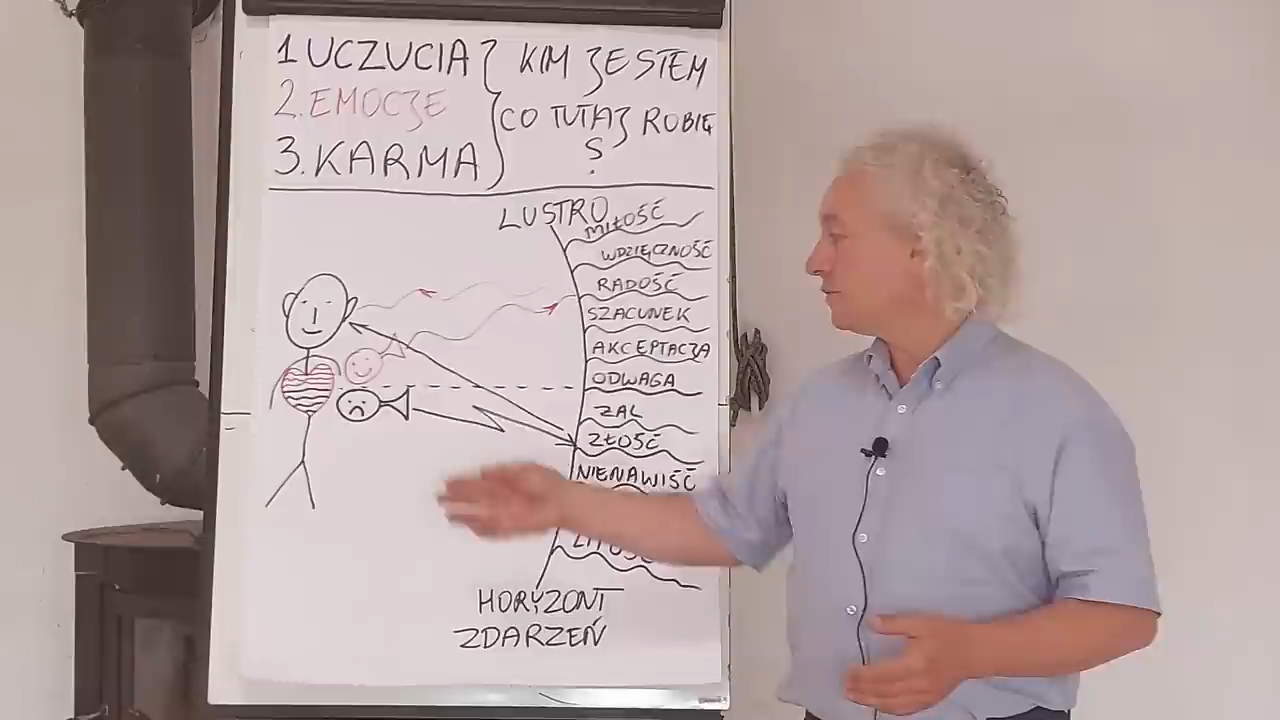 1 UCZUCIA } KIM JESTEM
2. EMOCJE } CO TUTAJ ROBIĘ
3. KARMA } ?
LUSTRO
MIŁOŚĆ
WDZIĘCZNOŚĆ
RADOŚĆ
SZACUNEK
AKCEPTACJA
ODWAGA
ŻAL
ZŁOŚĆ
NIENAWIŚĆ
HORYZONT
ZDARZEŃ